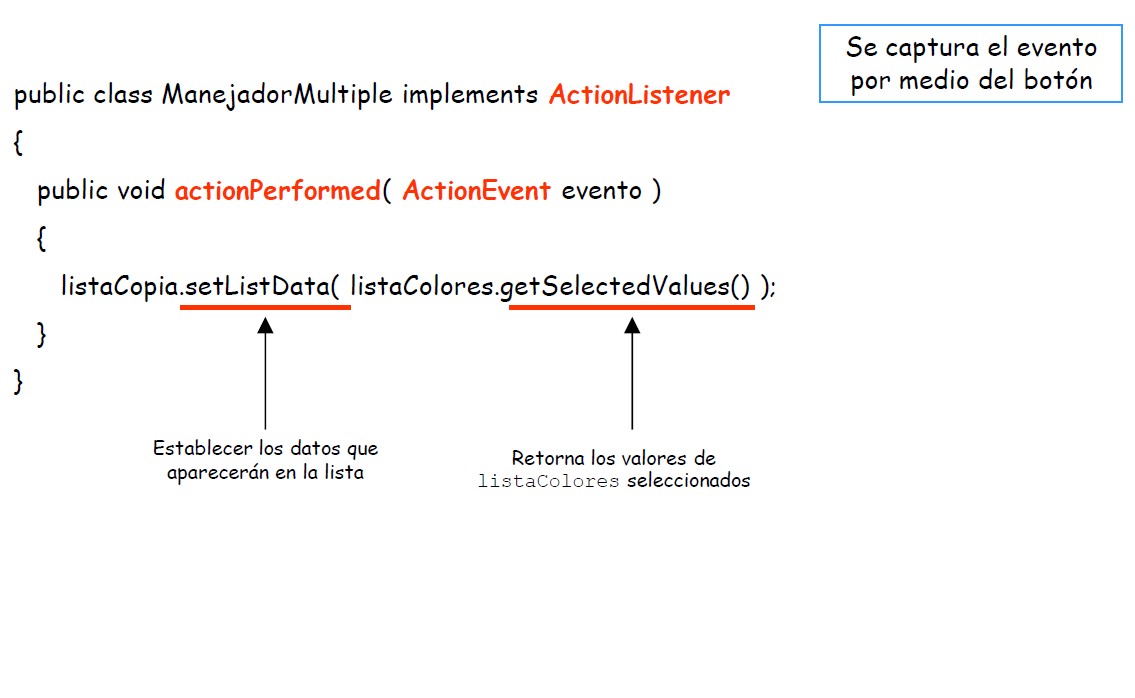 Se captura el evento
por medio del botón
public class ManejadorMultiple implements ActionListener
{
public void actionPerformed( ActionEvent evento )
{
listaCopia.setListData( listaColores.getSelectedValues() );
}
}
Establecer los datos que
aparecerán en la lista
Retorna los valores de
listaColores seleccionados